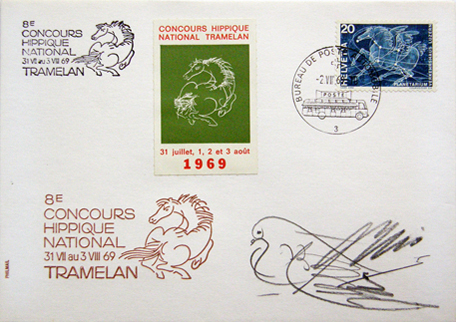 8E
CONCOURS
HIPPIQUE
NATIONAL
31 VII au 3 VIII 69
TRAMELAN
CONCOURS HIPPIQUE
NATIONAL TRAMELAN
31 juillet, 1, 2 et 3 août
1969
BUREAU DE POSTE
POSTE
3
20
HELVETIA
PLANETARIUM
8E
CONCOURS
HIPPIQUE
NATIONAL
31 VII au 3 VIII 69
TRAMELAN